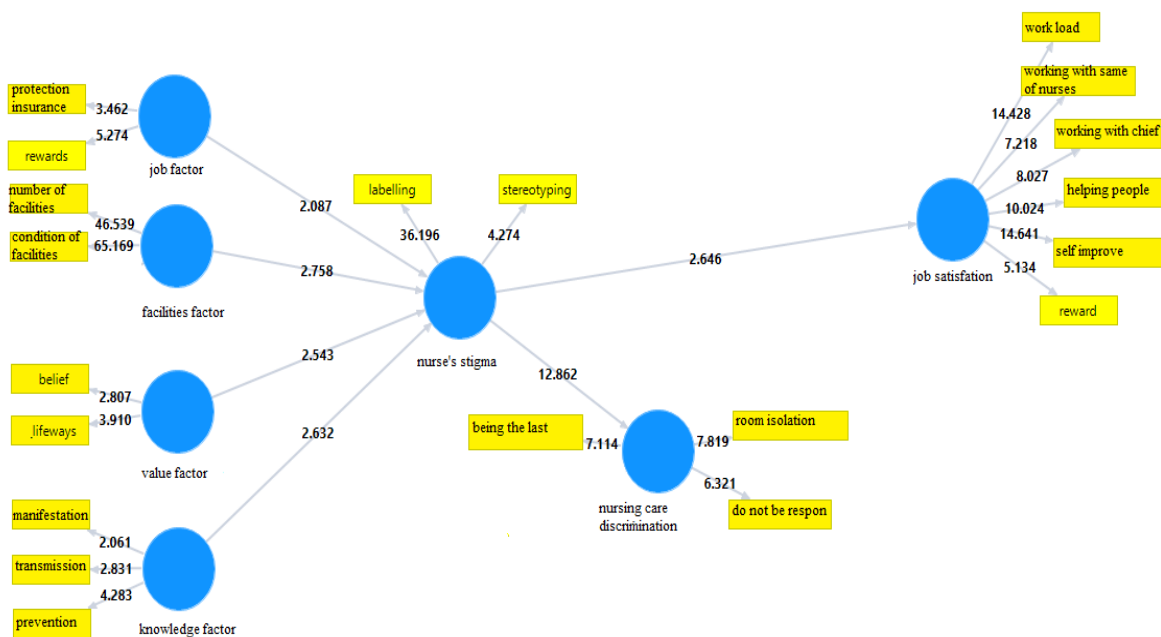 work load
protection
insurance
3.462
5.274
rewards
job factor
working with same
of nurses
14.428
7.218
working with chief
8.027
helping people
10.024
14.641
self improve
5.134
job satisfation
reward
number of
facilities
46.539
condition of
facilities
65.169
facilities factor
labelling
stereotyping
36.196
4.274
2.087
2.758
2.646
nurse's stigma
2.543
2.632
12.862
belief
2.807
lifeways
3.910
value factor
being the last
7.114
room isolation
7.819
6.321
do not be respon
nursing care
discrimination
manifestation
2.061
transmission
2.831
4.283
prevention
knowledge factor